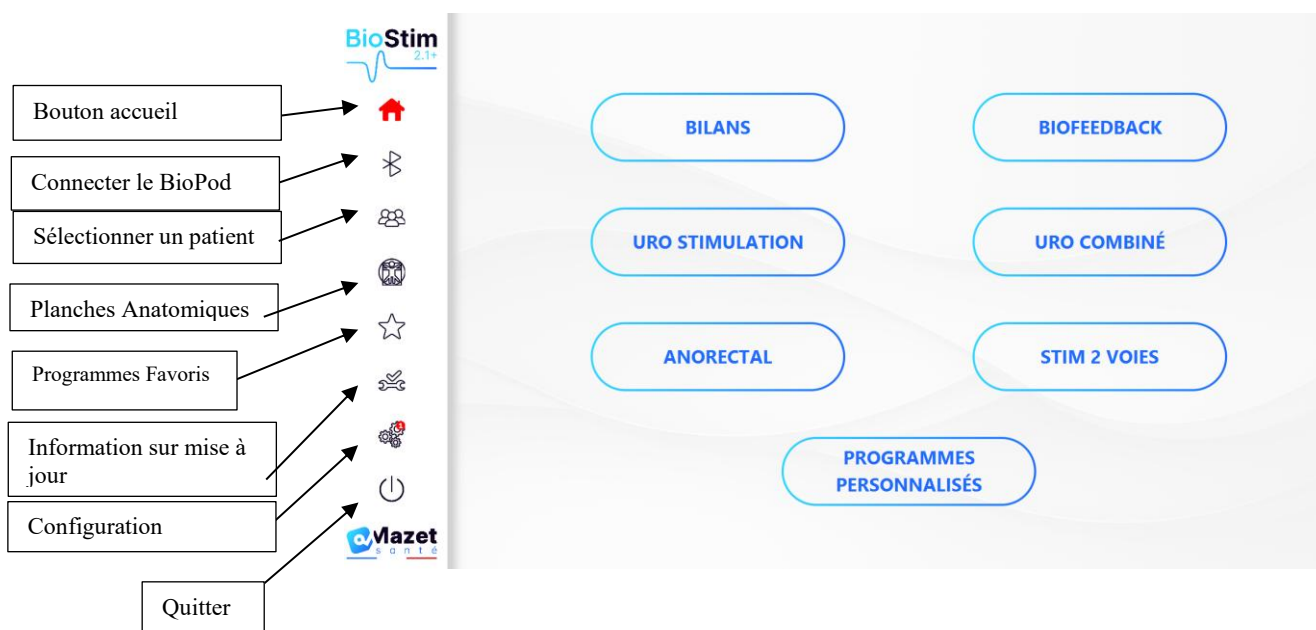 BioStim
2.1+
Bouton accueil
Connecter le BioPod
Sélectionner un patient
Planches Anatomiques
Programmes Favoris
Information sur mise à
jour
Configuration
Quitter
1
Mazet
santé
BILANS
BIOFEEDBACK
URO STIMULATION
URO COMBINÉ
ANORECTAL
STIM 2 VOIES
PROGRAMMES
PERSONNALISÉS